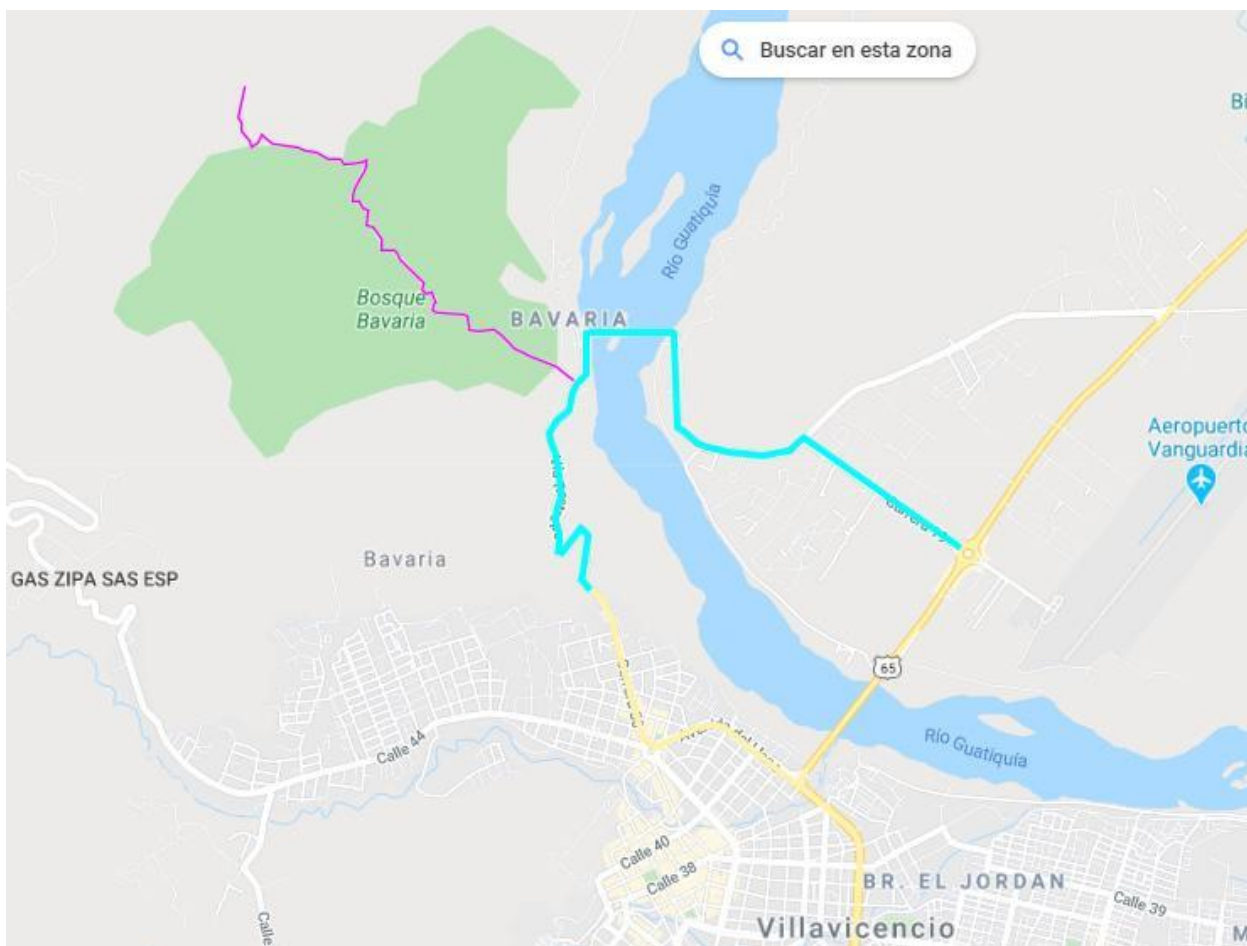 Buscar en esta zona
Bi
Río Guatiquía
Bosque
Bavaria
BAVARIA
Aeropuerto
Vanguardia
Bavaria
GAS ZIPA SAS ESP
65
Río Guatiquía
Calle 44
Calle 40
Calle 38
BR. EL JORDAN
Calle 39
Calle
Villavicencio
M